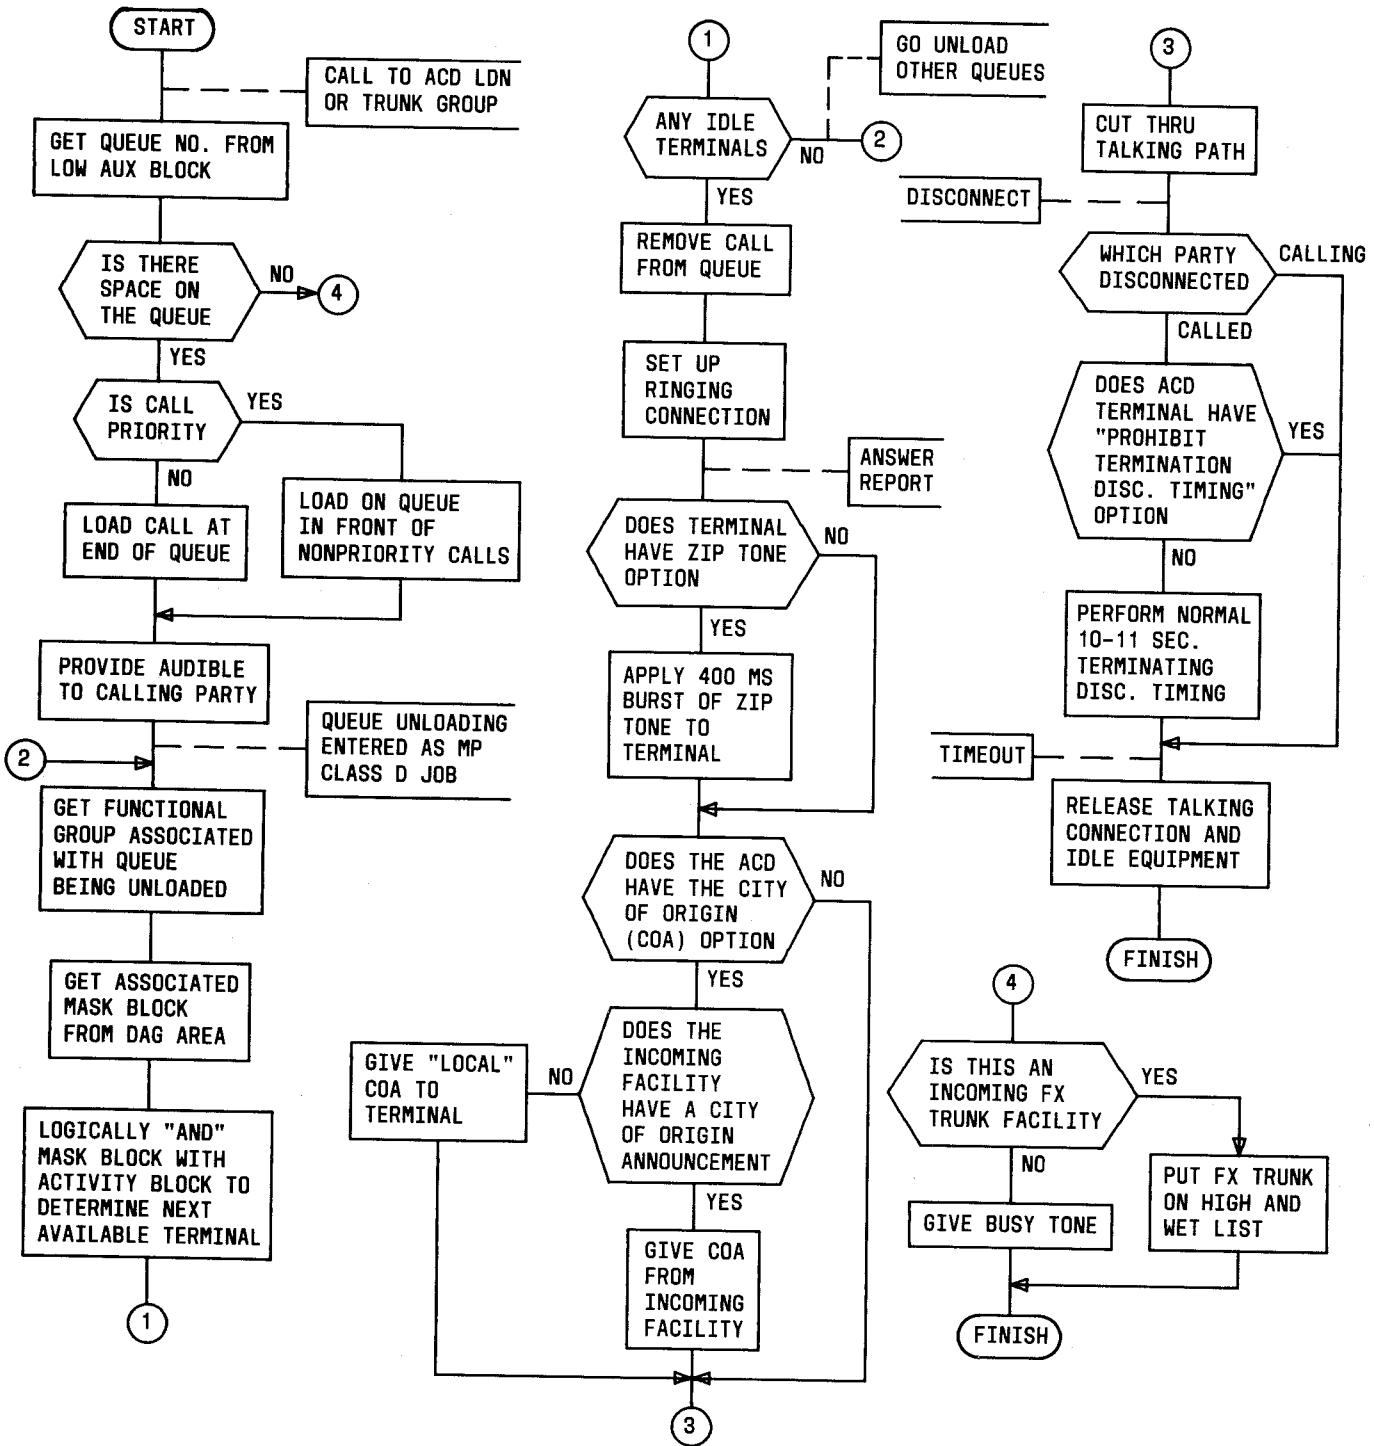 START
CALL TO ACD LDN
OR TRUNK GROUP
GET QUEUE NO. FROM
LOW AUX BLOCK
IS THERE
SPACE ON
THE QUEUE
NO
4
YES
IS CALL
PRIORITY
YES
NO
LOAD CALL AT
END OF QUEUE
LOAD ON QUEUE
IN FRONT OF
NONPRIORITY CALLS
PROVIDE AUDIBLE
TO CALLING PARTY
QUEUE UNLOADING
ENTERED AS MP
CLASS D JOB
2
GET FUNCTIONAL
GROUP ASSOCIATED
WITH QUEUE
BEING UNLOADED
GET ASSOCIATED
MASK BLOCK
FROM DAG AREA
LOGICALLY "AND"
MASK BLOCK WITH
ACTIVITY BLOCK TO
DETERMINE NEXT
AVAILABLE TERMINAL
1
1
GO UNLOAD
OTHER QUEUES
ANY IDLE
TERMINALS
NO
2
YES
REMOVE CALL
FROM QUEUE
SET UP
RINGING
CONNECTION
ANSWER
REPORT
DOES TERMINAL
HAVE ZIP TONE
OPTION
NO
YES
APPLY 400 MS
BURST OF ZIP
TONE TO
TERMINAL
DOES THE ACD
HAVE THE CITY
OF ORIGIN
(COA) OPTION
NO
YES
DOES THE
INCOMING
FACILITY
HAVE A CITY
OF ORIGIN
ANNOUNCEMENT
NO
GIVE "LOCAL"
COA TO
TERMINAL
YES
GIVE COA
FROM
INCOMING
FACILITY
3
3
CUT THRU
TALKING PATH
DISCONNECT
WHICH PARTY
DISCONNECTED
CALLING
CALLED
DOES ACD
TERMINAL HAVE
"PROHIBIT
TERMINATION
DISC. TIMING"
OPTION
YES
NO
PERFORM NORMAL
10-11 SEC.
TERMINATING
DISC. TIMING
TIMEOUT
RELEASE TALKING
CONNECTION AND
IDLE EQUIPMENT
FINISH
4
IS THIS AN
INCOMING FX
TRUNK FACILITY
YES
NO
GIVE BUSY TONE
PUT FX TRUNK
ON HIGH AND
WET LIST
FINISH